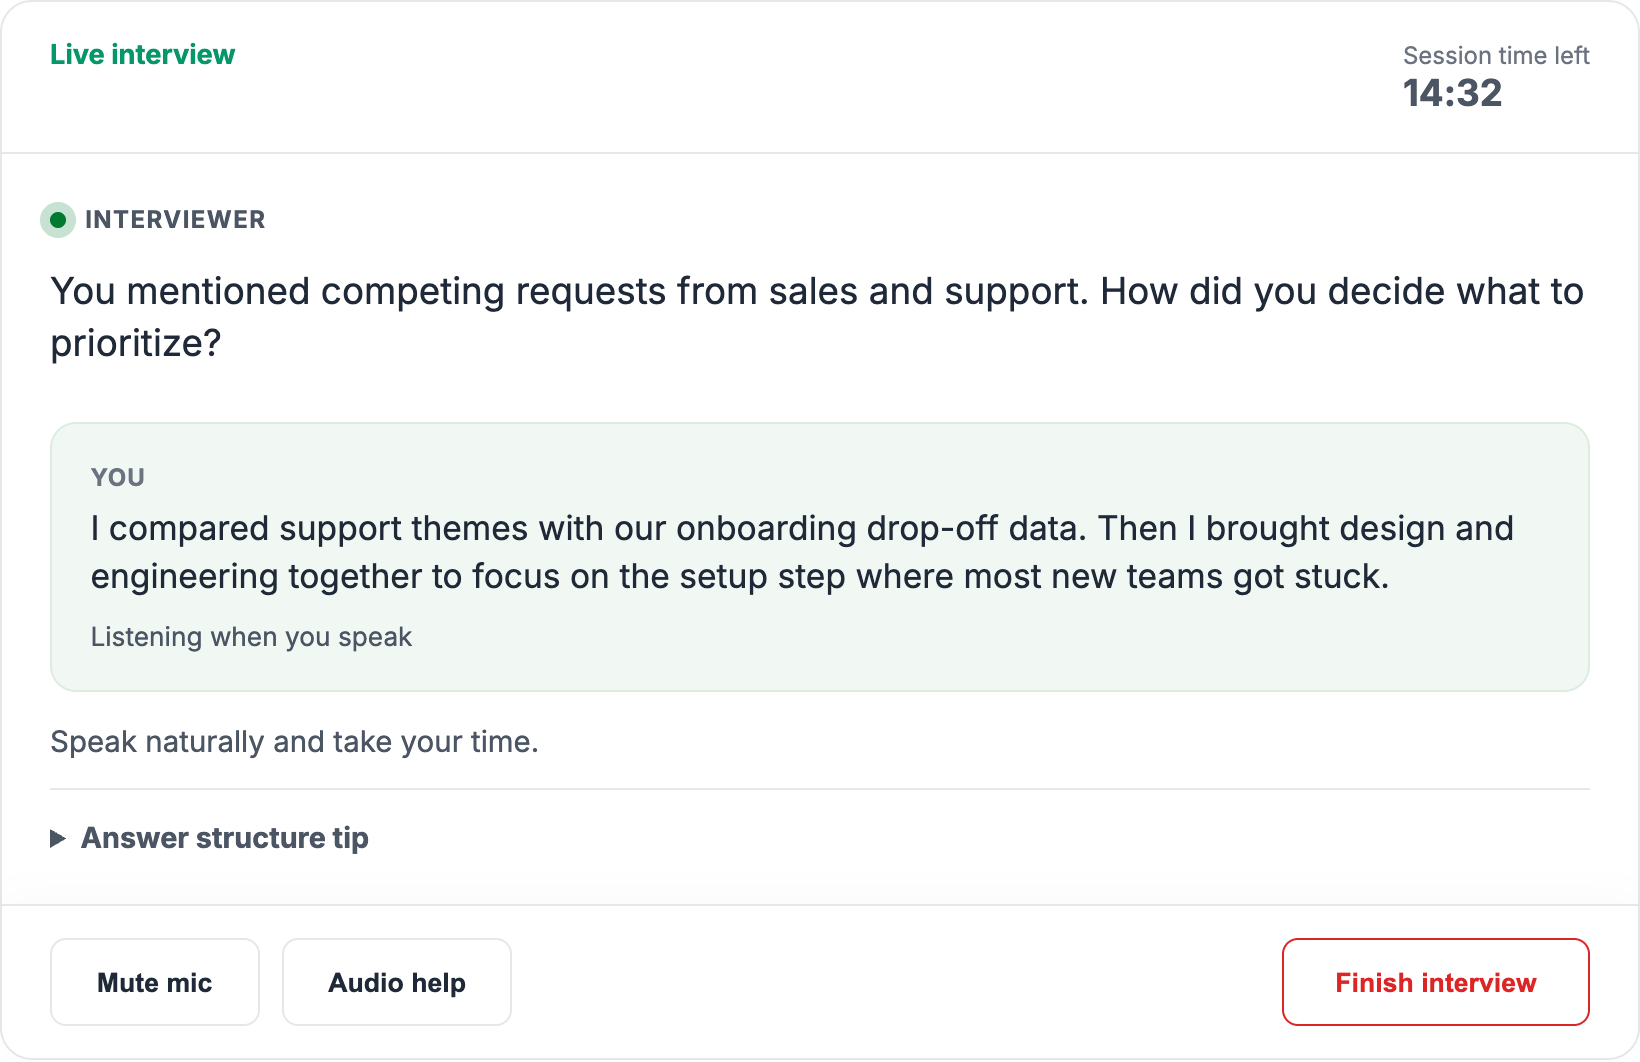 Live interview
Session time left
14:32
INTERVIEWER
You mentioned competing requests from sales and support. How did you decide what to
prioritize?
YOU
I compared support themes with our onboarding drop-off data. Then I brought design and
engineering together to focus on the setup step where most new teams got stuck.
Listening when you speak
Speak naturally and take your time.
Answer structure tip
Mute mic
Audio help
Finish interview